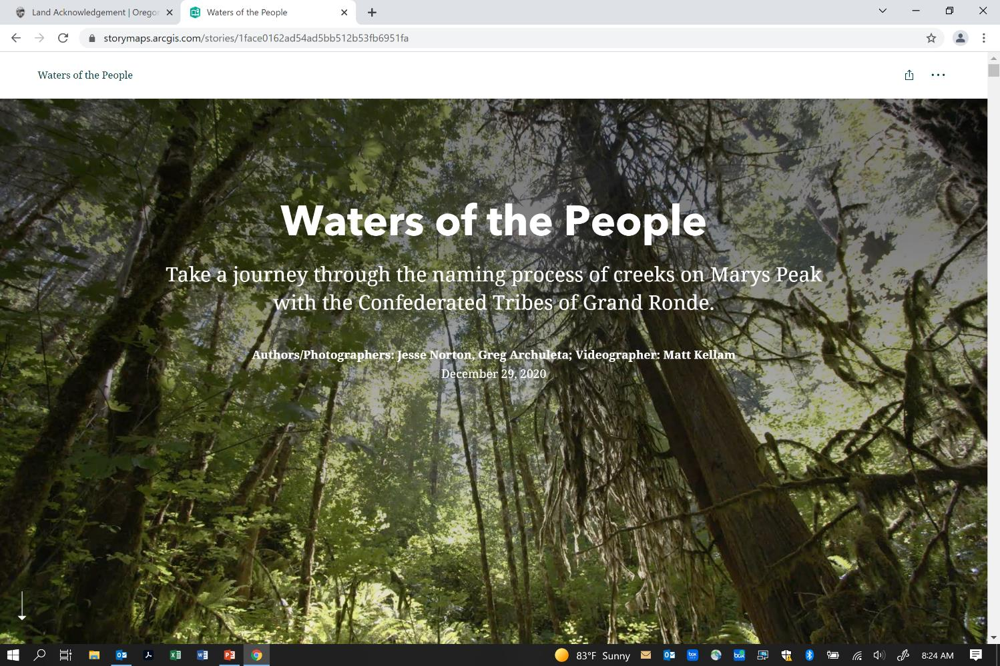 Land Acknowledgement | Orego
Waters of the People
storymaps.arcgis.com/stories/1face0162ad54ad5bb512b53fb6951fa
Waters of the People
Waters of the People
Take a journey through the naming process of creeks on Marys Peak
with the Confederated Tribes of Grand Ronde.
Authors/Photographers: Jesse Norton, Greg Archuleta; Videographer: Matt Kellam
December 29, 2020
83°F Sunny
8:24 AM